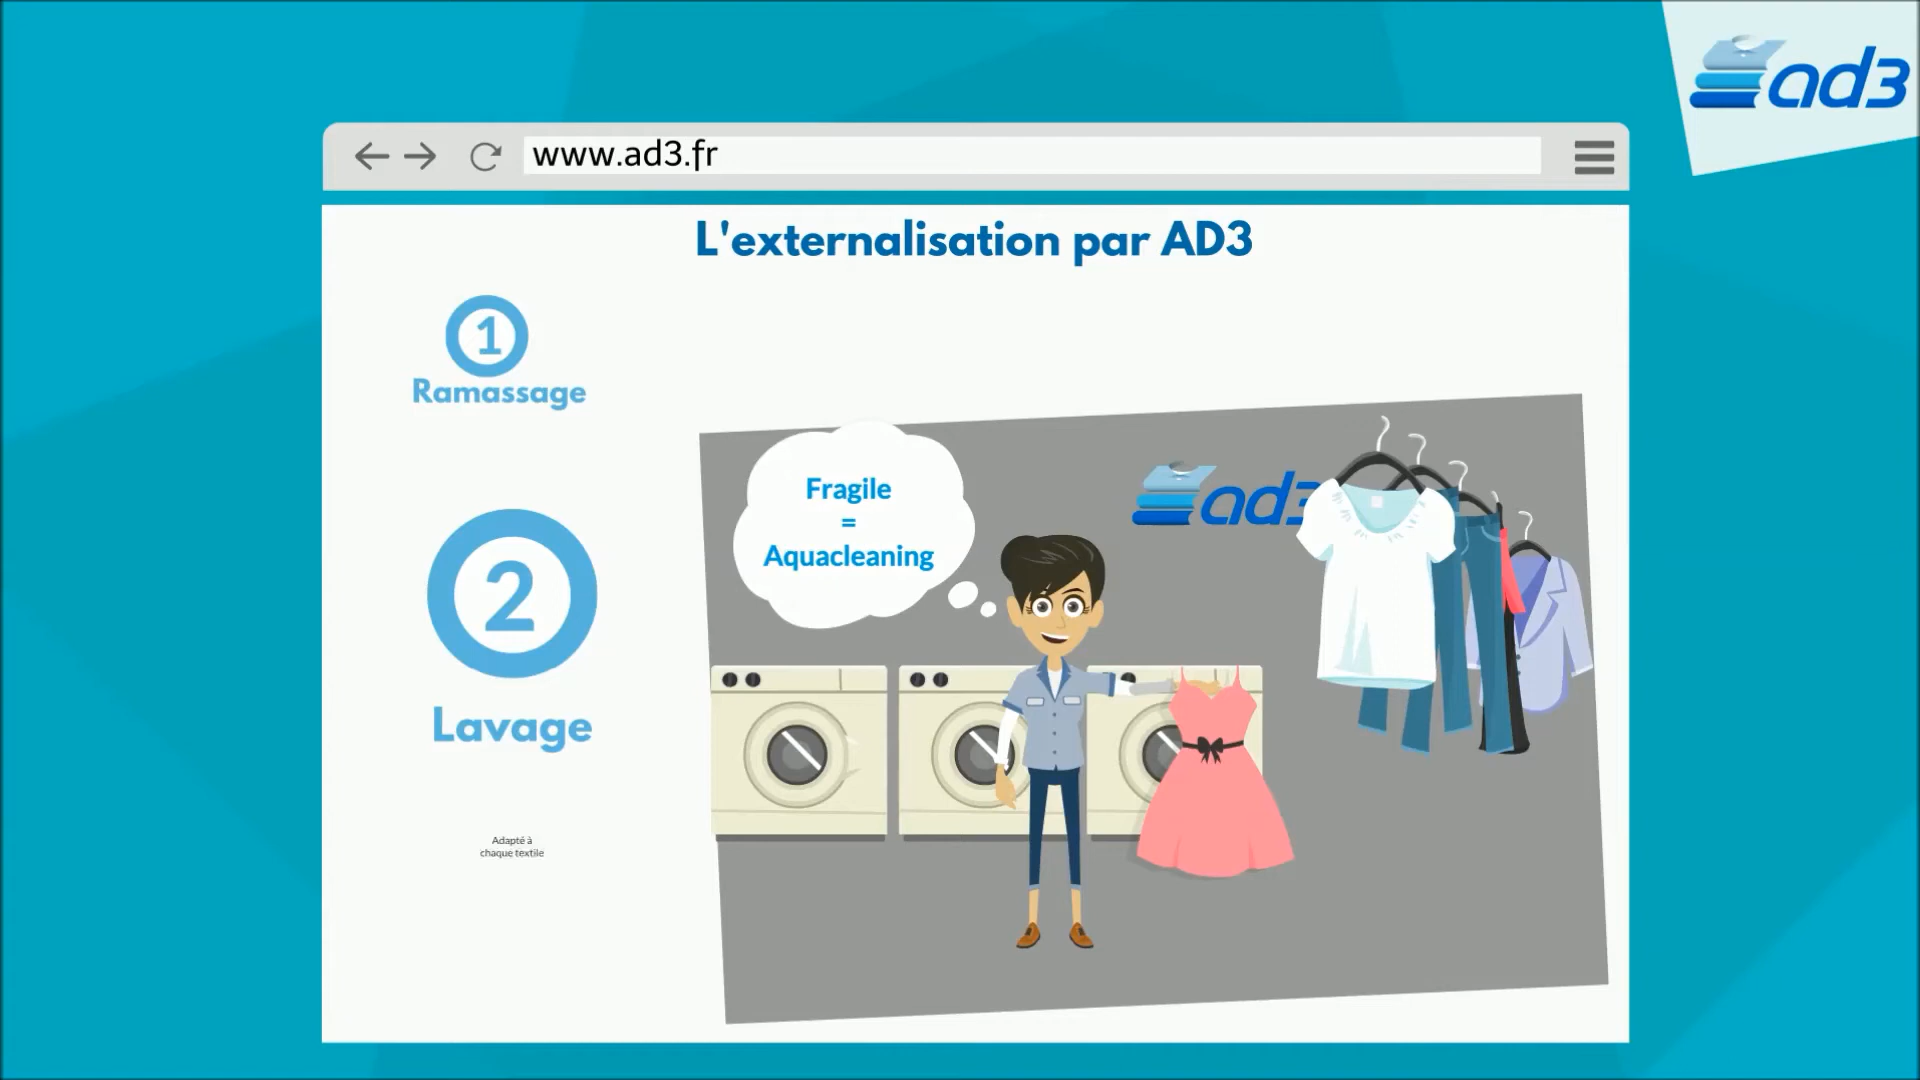 ad3
www.ad3.fr
L'externalisation par AD3
1
Ramassage
2
Lavage
Adapté à
chaque textile
Fragile
=
Aquacleaning
ad3